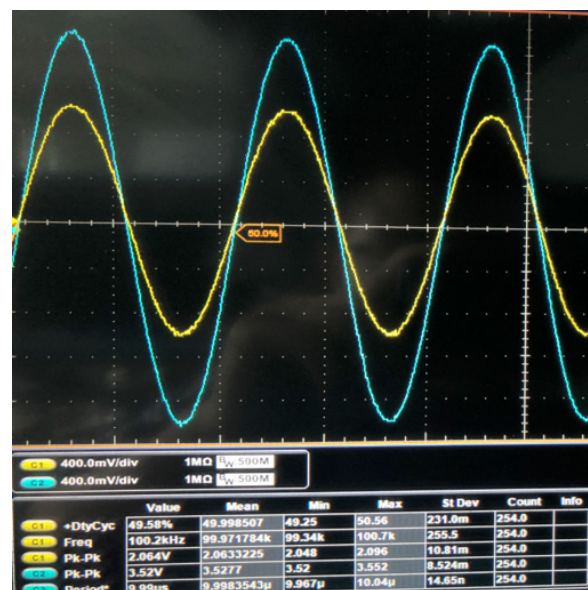 50.0%
C1 400.0mV/div 1MΩ BW 500M
C2 400.0mV/div 1MΩ BW 500M
Value Mean Min Max St Dev Count Info
C1 +DtyCyc 49.58% 49.998507 49.25 50.56 231.0m 254.0
C1 Freq 100.2kHz 99.971784k 99.34k 100.7k 255.5 254.0
C1 Pk-Pk 2.064V 2.0633225 2.048 2.096 10.81m 254.0
C2 Pk-Pk 3.52V 3.5277 3.52 3.552 8.524m 254.0
Period* 9.99us 9.9983543µ 9.967µ 10.04µ 14.65n 254.0